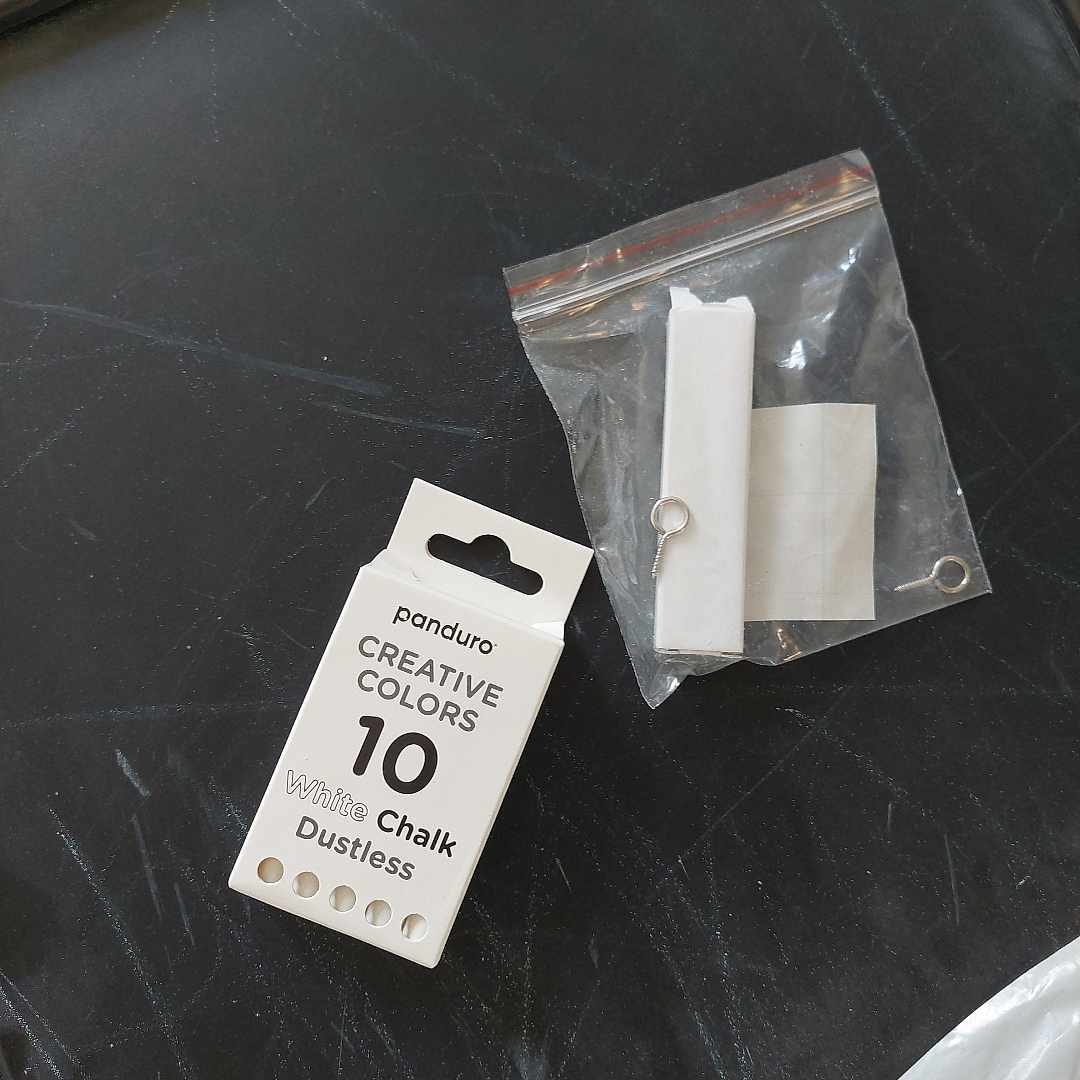 panduro
CREATIVE
COLORS
10
White Chalk
Dustless